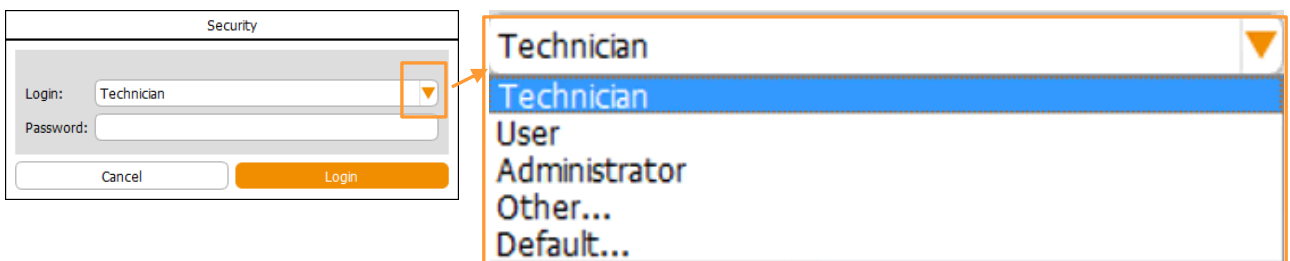 Security
Login:
Technician
Password:
Cancel
Login
Technician
Technician
User
Administrator
Other...
Default...